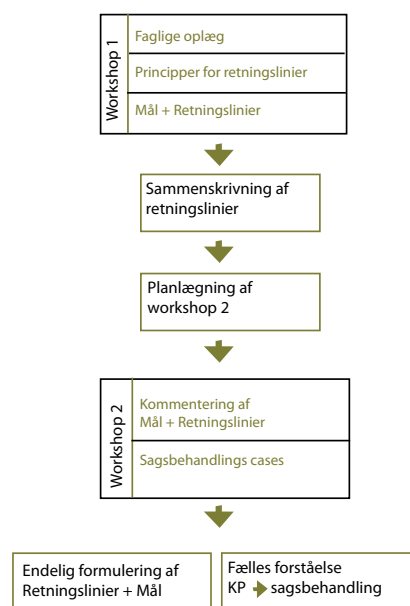 Workshop 1
Faglige oplæg
Principper for retningslinier
Mål + Retningslinier
Sammenskrivning af
retningslinier
Planlægning af
workshop 2
Workshop 2
Kommentering af
Mål + Retningslinier
Sagsbehandlings cases
Endelig formulering af
Retningslinier + Mål
Fælles forståelse
KP sagsbehandling